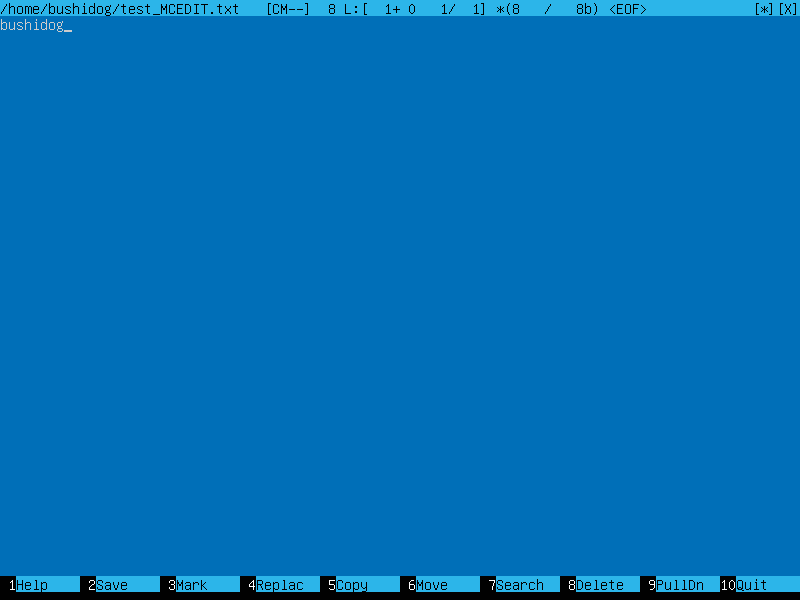 /home/bushidog/test_MCEDIT.txt   [CM--]  8 L:[  1+ 0   1/  1] *(8   /   8b) <EOF>             [*][X]
bushidog_
 1Help   2Save   3Mark   4Replac   5Copy   6Move   7Search   8Delete   9PullDn  10Quit